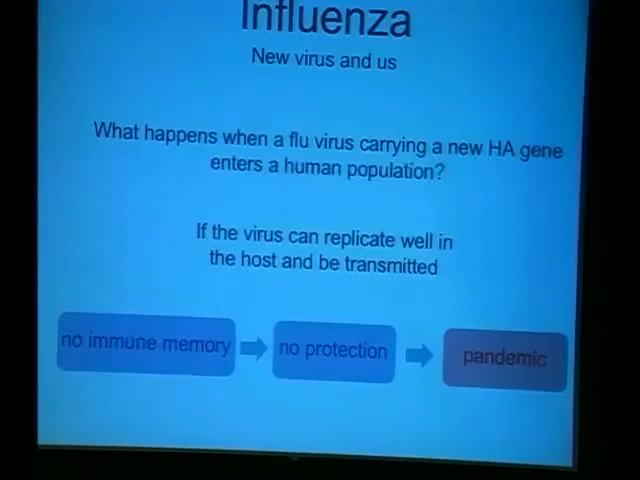 Influenza
New virus and us
What happens when a flu virus carrying a new HA gene
enters a human population?
If the virus can replicate well in
the host and be transmitted
no immune memory
no protection
pandemic